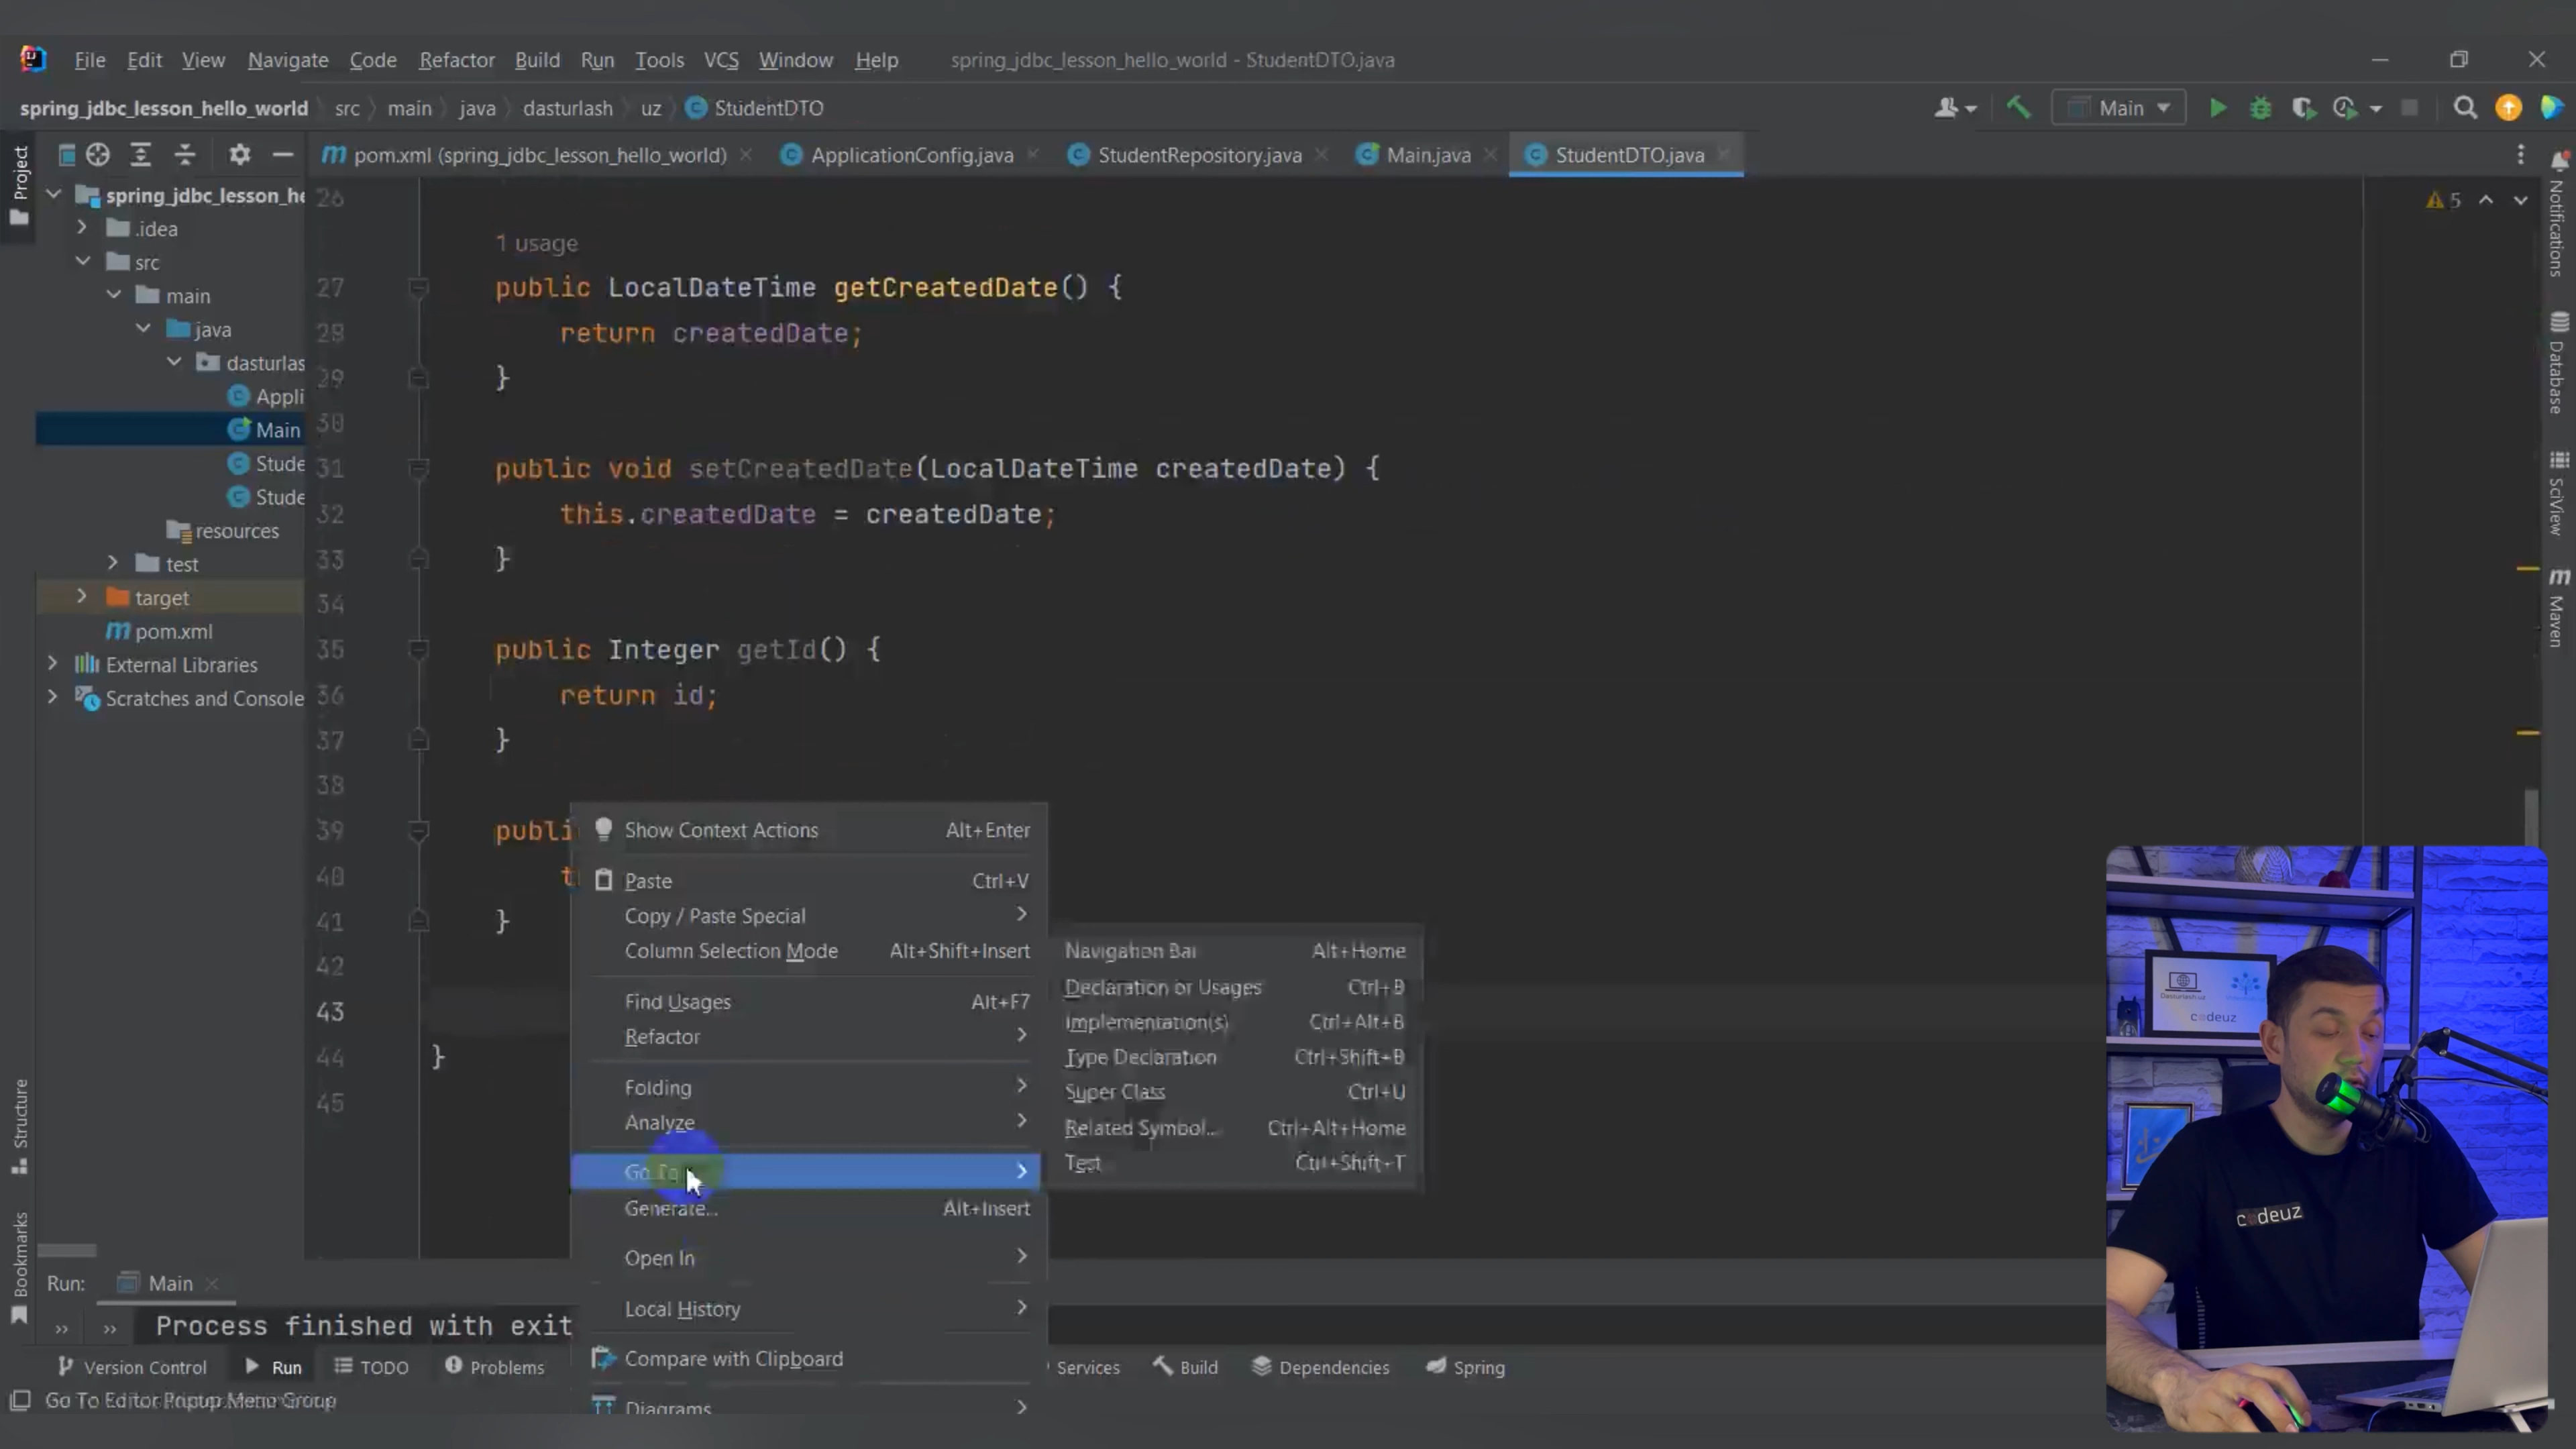 File Edit View Navigate Code Refactor Build Run Tools VCS Window Help spring_jdbc_lesson_hello_world - StudentDTO.java
spring_jdbc_lesson_hello_world src main java dasturlash uz StudentDTO
Main
Project
pom.xml (spring_jdbc_lesson_hello_world) ApplicationConfig.java StudentRepository.java Main.java StudentDTO.java
spring_jdbc_lesson_he
.idea
src
main
java
dasturlas
Appli
Main
Stude
Stude
resources
test
target
pom.xml
External Libraries
Scratches and Console
26
1 usage
27 public LocalDateTime getCreatedDate() {
28 return createdDate;
29 }
30
31 public void setCreatedDate(LocalDateTime createdDate) {
32 this.createdDate = createdDate;
33 }
34
35 public Integer getId() {
36 return id;
37 }
38
39 publi
40 t
41 }
42
43
44 }
45
5
Notifications
Database
SciView
Maven
Show Context Actions Alt+Enter
Paste Ctrl+V
Copy / Paste Special
Column Selection Mode Alt+Shift+Insert
Find Usages Alt+F7
Refactor
Folding
Analyze
Go To
Generate... Alt+Insert
Open In
Local History
Compare with Clipboard
Diagrams
Navigation Bar Alt+Home
Declaration or Usages Ctrl+B
Implementation(s) Ctrl+Alt+B
Type Declaration Ctrl+Shift+B
Super Class Ctrl+U
Related Symbol... Ctrl+Alt+Home
Test Ctrl+Shift+T
Structure
Bookmarks
Run: Main
Process finished with exit
Version Control Run TODO Problems Services Build Dependencies Spring
Go To Editor Popup Menu Group
Dasturlash.uz
codeuz
codeuz